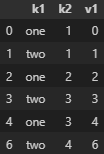 k1 k2 v1
0 one 1 0
1 two 1 1
2 one 2 2
3 two 3 3
4 one 3 4
6 two 4 6